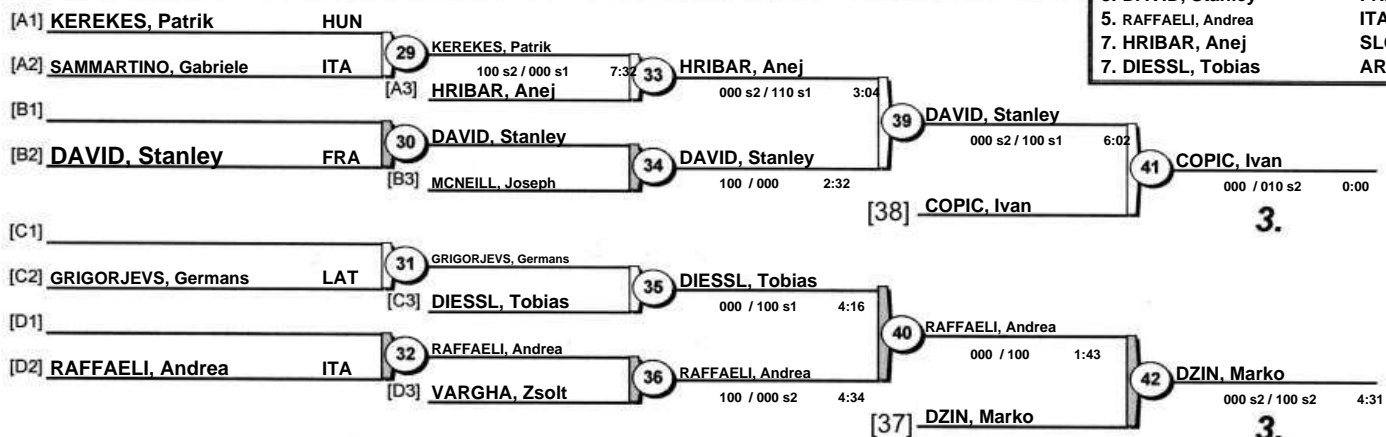 5. RAFFAELI, Andrea ITA
7. HRIBAR, Anej
7. DIESSL, Tobias
[A1] KEREKES, Patrik HUN
29
KEREKES, Patrik
[A2] SAMMARTINO, Gabriele ITA
100 s2 / 000 s1 7:32
33
HRIBAR, Anej
[A3] HRIBAR, Anej
000 s2 / 110 s1 3:04
[B1]
39
DAVID, Stanley
30
DAVID, Stanley
000 s2 / 100 s1 6:02
[B2] DAVID, Stanley FRA
34
DAVID, Stanley
41
COPIC, Ivan
[B3] MCNEILL, Joseph
100 / 000 2:32
000 / 010 s2 0:00
[38] COPIC, Ivan
3.
[C1]
31
GRIGORJEVS, Germans
[C2] GRIGORJEVS, Germans LAT
35
DIESSL, Tobias
[C3] DIESSL, Tobias
000 / 100 s1 4:16
[D1]
40
RAFFAELI, Andrea
32
RAFFAELI, Andrea
000 / 100 1:43
[D2] RAFFAELI, Andrea ITA
36
RAFFAELI, Andrea
42
DZIN, Marko
[D3] VARGHA, Zsolt
100 / 000 s2 4:34
000 s2 / 100 s2 4:31
[37] DZIN, Marko
3.